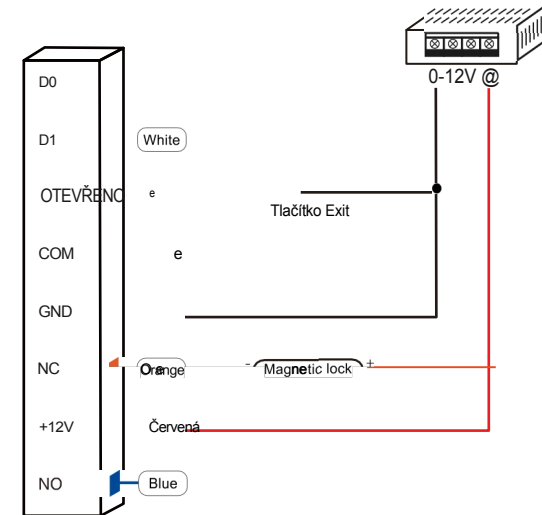 0-12V @
D0
D1 White
OTEVŘENO e
Tlačítko Exit
COM e
GND
NC Orange - Magnetic lock +
+12V Červená
NO Blue